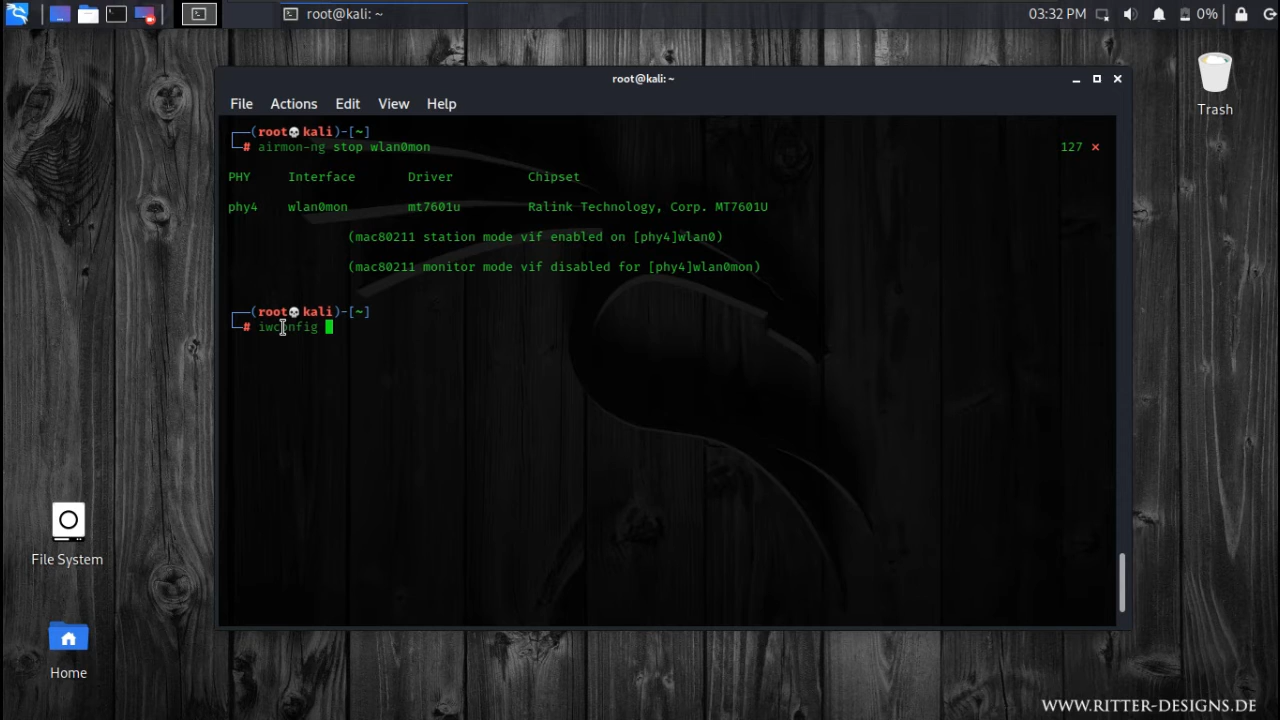 root@kali: ~
03:32 PM
0%
root@kali:~
File Actions Edit View Help
┌──(root💀kali)-[~]
└─# airmon-ng stop wlan0mon
127 ⨯
PHY Interface Driver Chipset
phy4 wlan0mon mt7601u Ralink Technology, Corp. MT7601U
(mac80211 station mode vif enabled on [phy4]wlan0)
(mac80211 monitor mode vif disabled for [phy4]wlan0mon)
┌──(root💀kali)-[~]
└─# iwconfig
Trash
File System
Home
WWW.RITTER-DESIGNS.DE